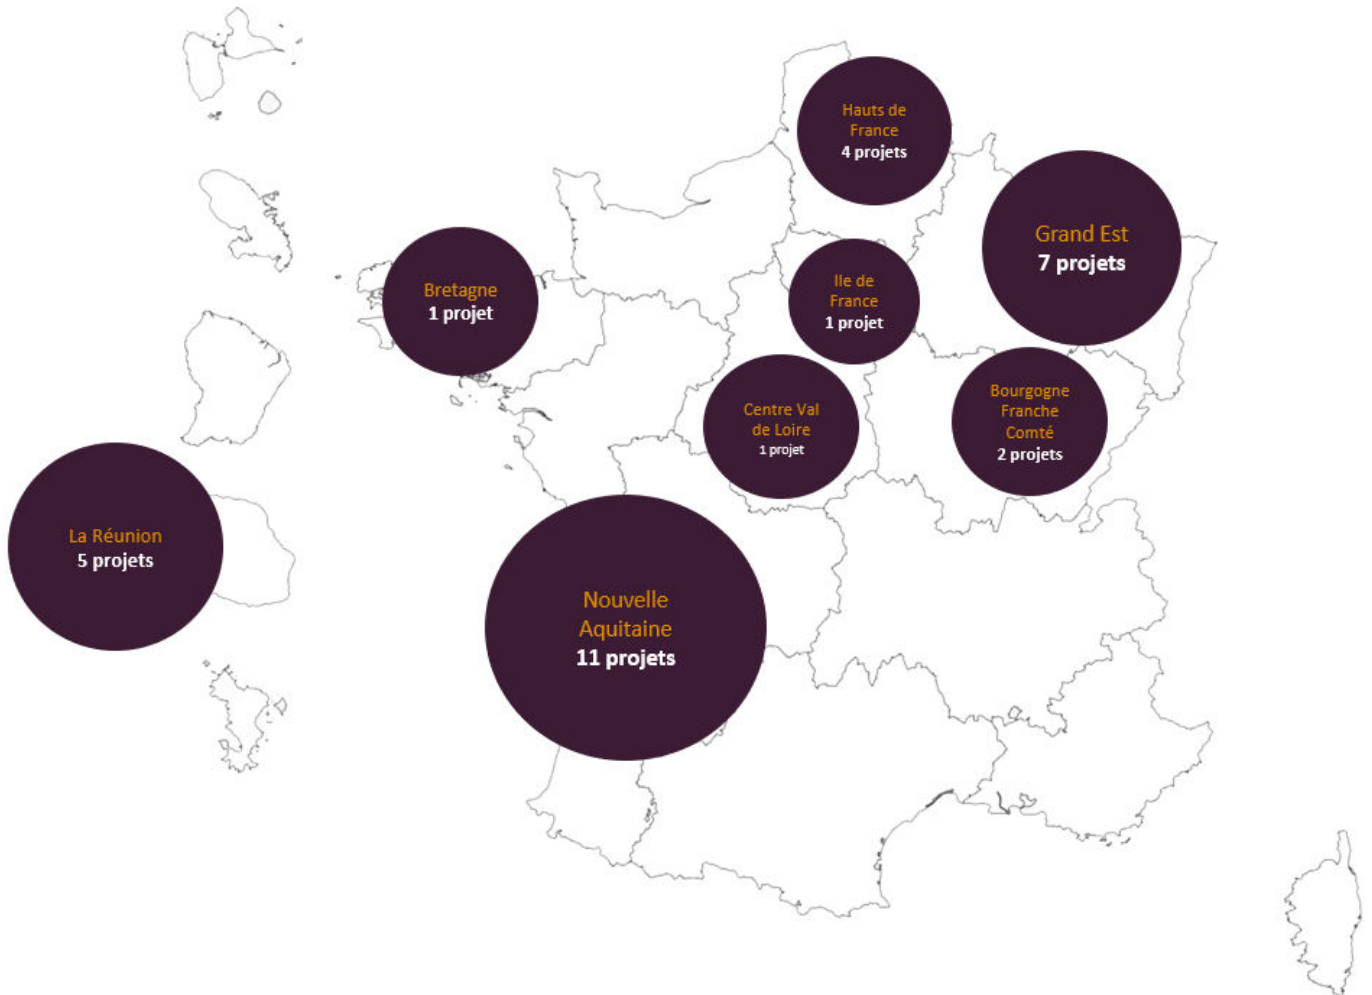 Hauts de
France
4 projets
Grand Est
7 projets
Bretagne
1 projet
Ile de
France
1 projet
Centre Val
de Loire
1 projet
Bourgogne
Franche
Comté
2 projets
La Réunion
5 projets
Nouvelle
Aquitaine
11 projets